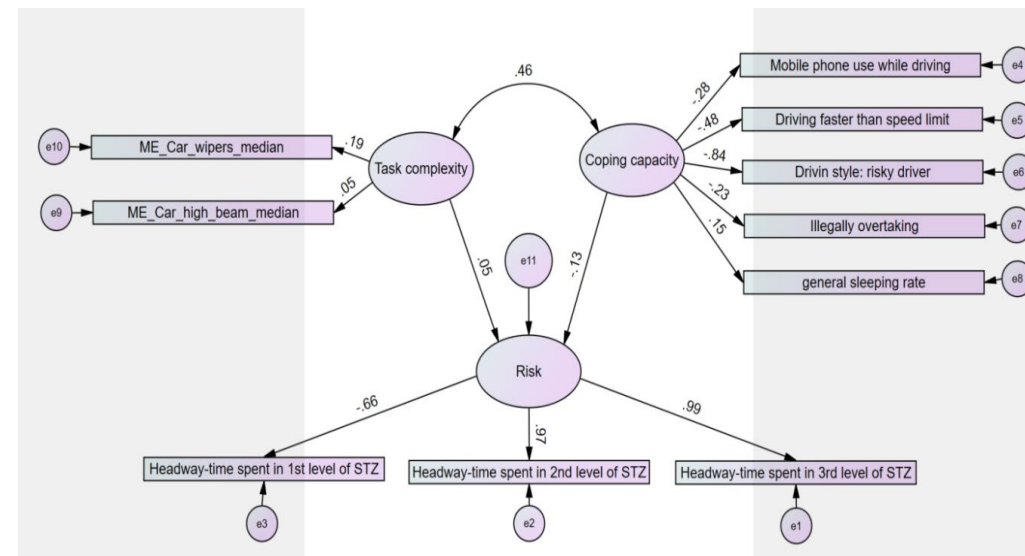 .46
e4
Mobile phone use while driving
-.28
e10
ME_Car_wipers_median
.19
Task complexity
Coping capacity
-.48
Driving faster than speed limit
e5
-.84
Drivin style: risky driver
e6
e9
ME_Car_high_beam_median
.05
-.23
Illegally overtaking
e7
.15
general sleeping rate
e8
.05
e11
-.13
Risk
-.66
.97
.99
Headway-time spent in 1st level of STZ
Headway-time spent in 2nd level of STZ
Headway-time spent in 3rd level of STZ
e3
e2
e1